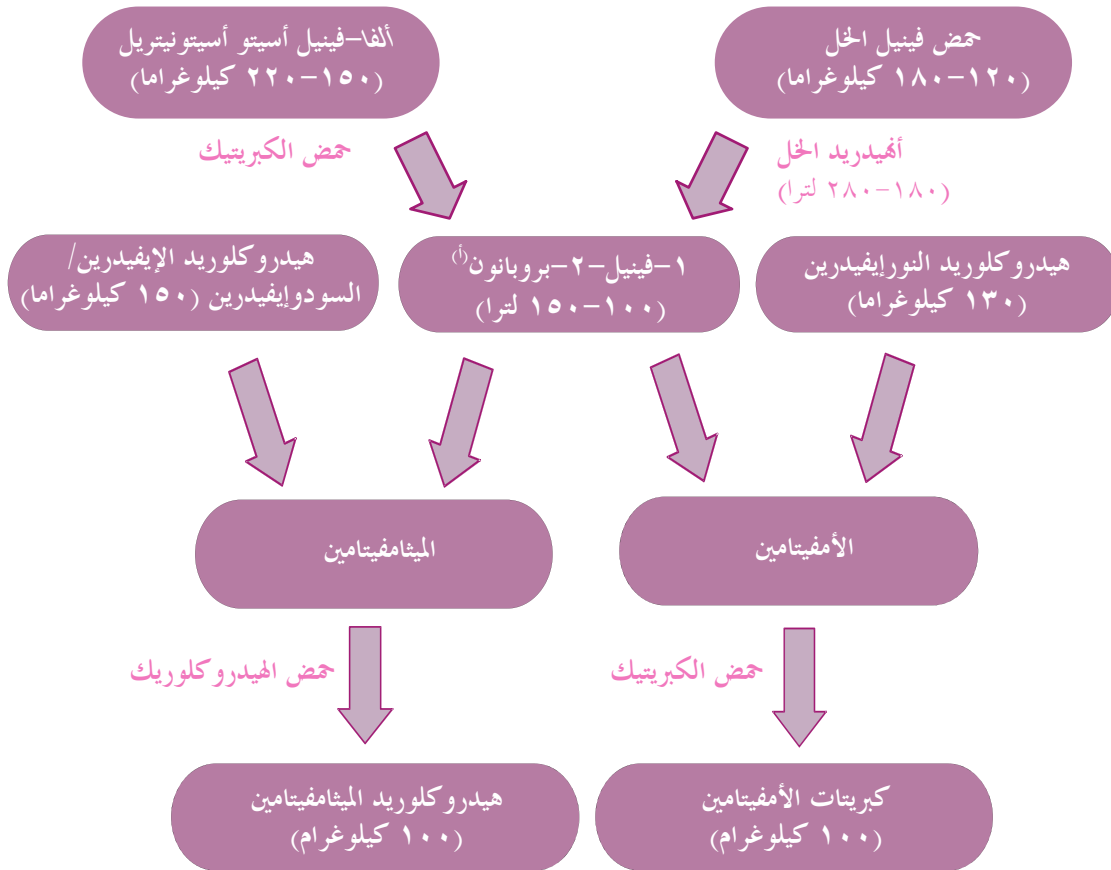 حمض فينيل الخل
(١٢٠-١٨٠ كيلوغراما)
ألفا-فينيل أسيتو أسيتونيتريل
(١٥٠-٢٢٠ كيلوغراما)
أنهيدريد الخل
(١٨٠-٢٨٠ لترا)
حمض الكبريتيك
هيدروكلوريد النورإيفيدرين
(١٣٠ كيلوغراما)
١-فينيل-٢-بروبانون(أ)
(١٠٠-١٥٠ لترا)
هيدروكلوريد الإيفيدرين/
السودوإيفيدرين (١٥٠ كيلوغراما)
الأمفيتامين
الميثامفيتامين
حمض الكبريتيك
حمض الهيدروكلوريك
كبريتات الأمفيتامين
(١٠٠ كيلوغرام)
هيدروكلوريد الميثامفيتامين
(١٠٠ كيلوغرام)